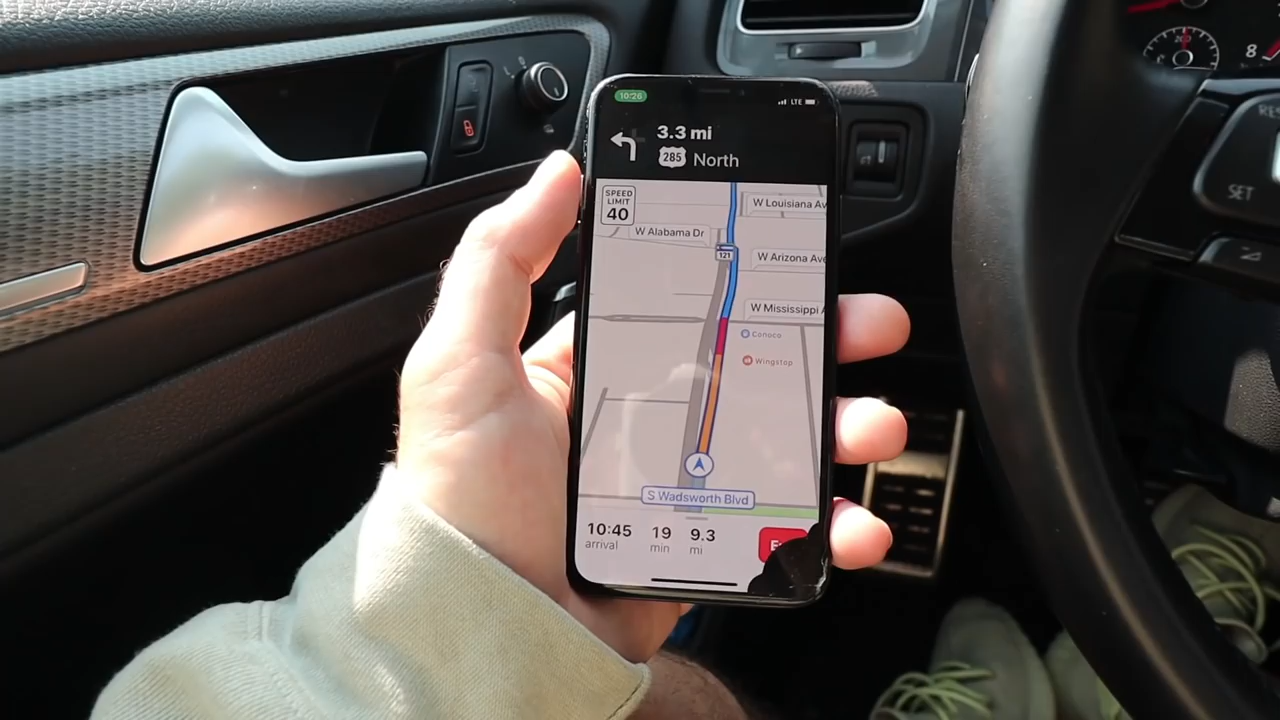 10:26
LTE
3.3 mi
285 North
SPEED
LIMIT
40
W Louisiana Av
W Alabama Dr
121
W Arizona Ave
W Mississippi A
Conoco
Wingstop
S Wadsworth Blvd
10:45 19 9.3
arrival min mi
SET
8